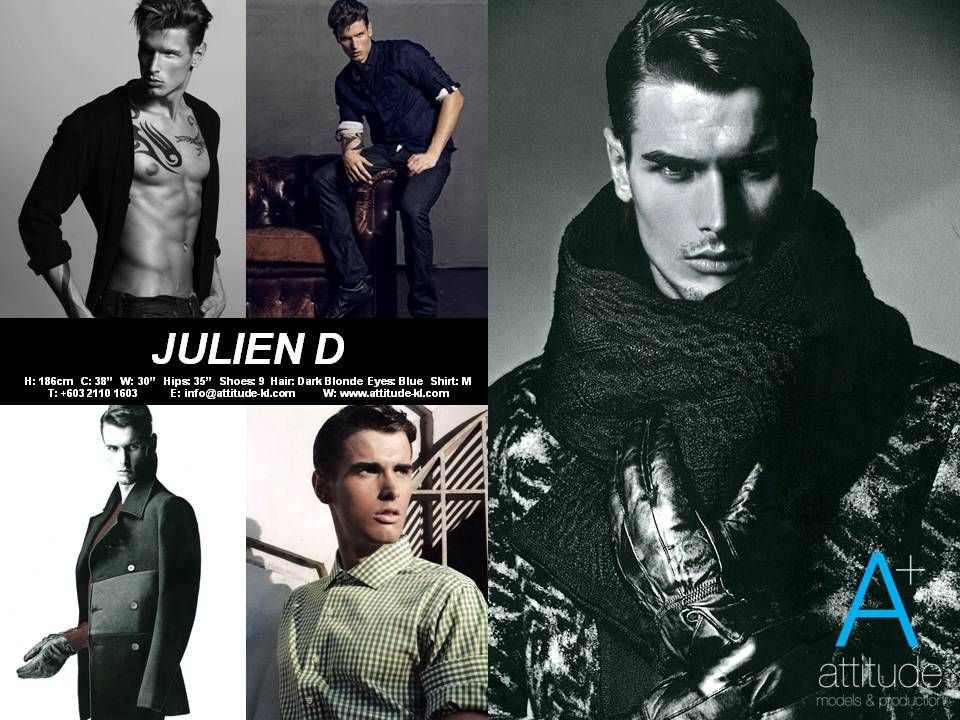 JULIEN D
H: 186cm C: 38” W: 30” Hips: 35” Shoes: 9 Hair: Dark Blonde Eyes: Blue Shirt: M
T: +603 2110 1603 E: info@attitude-kl.com W: www.attitude-kl.com
A+
attitude
models & production